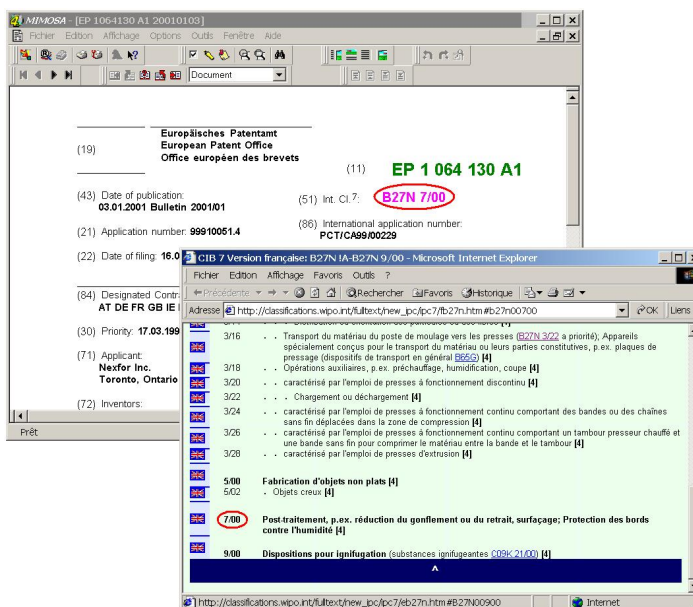 MIMOSA - [EP 1064130 A1 20010103]
Fichier Edition Affichage Options Outils Fenêtre Aide
Document
Europäisches Patentamt
(19) European Patent Office
Office européen des brevets
(11) EP 1 064 130 A1
(43) Date of publication:
03.01.2001 Bulletin 2001/01
(51) Int. Cl.7: B27N 7/00
(21) Application number: 99910051.4
(86) International application number:
PCT/CA99/00229
(22) Date of filing: 16.0
(84) Designated Contr
AT DE FR GB IE
(30) Priority: 17.03.199
(71) Applicant:
Nexfor Inc.
Toronto, Ontario
(72) Inventors:
Prêt
CIB 7 Version française: B27N !A-B27N 9/00 - Microsoft Internet Explorer
Fichier Edition Affichage Favoris Outils ?
Précédente Rechercher Favoris Historique
Adresse http://classifications.wipo.int/fulltext/new_ipc/ipc7/fb27n.htm#b27n00700 OK Liens
3/16 . . Transport du matériau du poste de moulage vers les presses (B27N 3/22 a priorité); Appareils
spécialement conçus pour le transport du matériau ou leurs parties constitutives, p.ex. plaques de
pressage (dispositifs de transport en général B65G) [4]
3/18 . . Opérations auxiliaires, p.ex. préchauffage, humidification, coupe [4]
3/20 . . caractérisé par l'emploi de presses à fonctionnement discontinu [4]
3/22 . . . Chargement ou déchargement [4]
3/24 . . caractérisé par l'emploi de presses à fonctionnement continu comportant des bandes ou des chaînes
sans fin déplacées dans la zone de compression [4]
3/26 . . caractérisé par l'emploi de presses à fonctionnement continu comportant un tambour presseur chauffé et
une bande sans fin pour comprimer le matériau entre la bande et le tambour [4]
3/28 . . caractérisé par l'emploi de presses d'extrusion [4]
5/00 Fabrication d'objets non plats [4]
5/02 . Objets creux [4]
7/00 Post-traitement, p.ex. réduction du gonflement ou du retrait, surfaçage; Protection des bords
contre l'humidité [4]
9/00 Dispositions pour ignifugation (substances ignifugeantes C09K 21/00) [4]
^
http://classifications.wipo.int/fulltext/new_ipc/ipc7/eb27n.htm#B27N00900 Internet